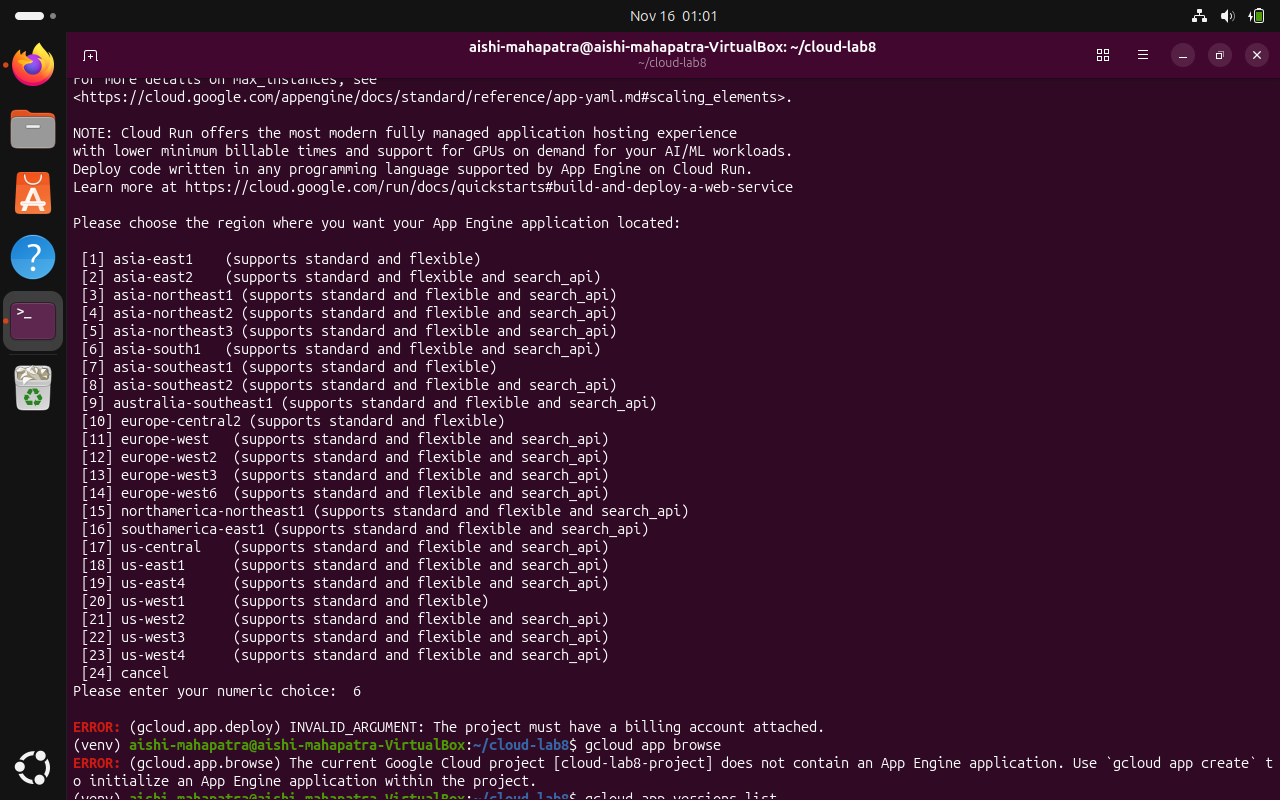 Nov 16 01:01
aishi-mahapatra@aishi-mahapatra-VirtualBox: ~/cloud-lab8
~/cloud-lab8
For more details on max_instances, see
<https://cloud.google.com/appengine/docs/standard/reference/app-yaml.md#scaling_elements>.
NOTE: Cloud Run offers the most modern fully managed application hosting experience
with lower minimum billable times and support for GPUs on demand for your AI/ML workloads.
Deploy code written in any programming language supported by App Engine on Cloud Run.
Learn more at https://cloud.google.com/run/docs/quickstarts#build-and-deploy-a-web-service
Please choose the region where you want your App Engine application located:
[1] asia-east1    (supports standard and flexible)
[2] asia-east2    (supports standard and flexible and search_api)
[3] asia-northeast1 (supports standard and flexible and search_api)
[4] asia-northeast2 (supports standard and flexible and search_api)
[5] asia-northeast3 (supports standard and flexible and search_api)
[6] asia-south1   (supports standard and flexible and search_api)
[7] asia-southeast1 (supports standard and flexible)
[8] asia-southeast2 (supports standard and flexible and search_api)
[9] australia-southeast1 (supports standard and flexible and search_api)
[10] europe-central2 (supports standard and flexible)
[11] europe-west   (supports standard and flexible and search_api)
[12] europe-west2  (supports standard and flexible and search_api)
[13] europe-west3  (supports standard and flexible and search_api)
[14] europe-west6  (supports standard and flexible and search_api)
[15] northamerica-northeast1 (supports standard and flexible and search_api)
[16] southamerica-east1 (supports standard and flexible and search_api)
[17] us-central    (supports standard and flexible and search_api)
[18] us-east1      (supports standard and flexible and search_api)
[19] us-east4      (supports standard and flexible and search_api)
[20] us-west1      (supports standard and flexible)
[21] us-west2      (supports standard and flexible and search_api)
[22] us-west3      (supports standard and flexible and search_api)
[23] us-west4      (supports standard and flexible and search_api)
[24] cancel
Please enter your numeric choice:  6
ERROR: (gcloud.app.deploy) INVALID_ARGUMENT: The project must have a billing account attached.
(venv) aishi-mahapatra@aishi-mahapatra-VirtualBox:~/cloud-lab8$ gcloud app browse
ERROR: (gcloud.app.browse) The current Google Cloud project [cloud-lab8-project] does not contain an App Engine application. Use `gcloud app create` t
o initialize an App Engine application within the project.
(venv) aishi-mahapatra@aishi-mahapatra-VirtualBox:~/cloud-lab8$ gcloud app versions list